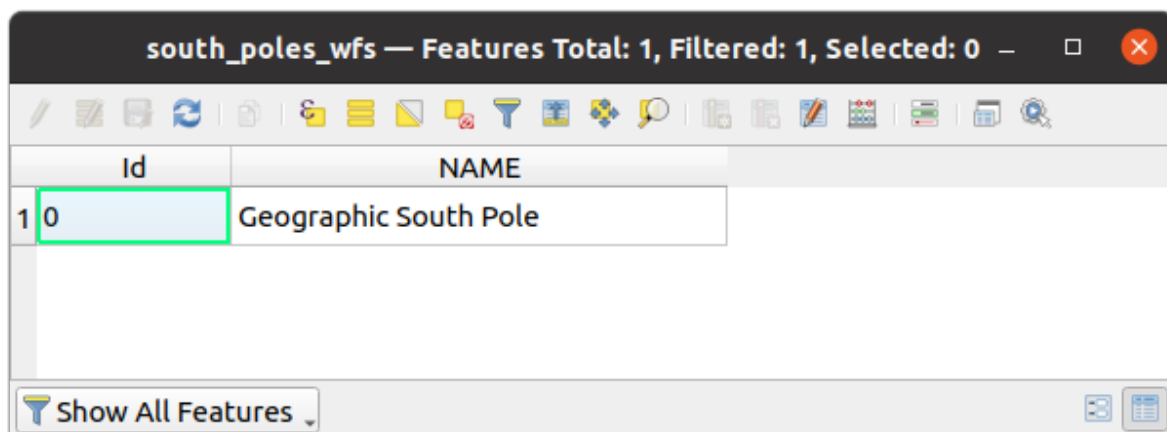 south_poles_wfs — Features Total: 1, Filtered: 1, Selected: 0
Id NAME
1 0 Geographic South Pole
Show All Features